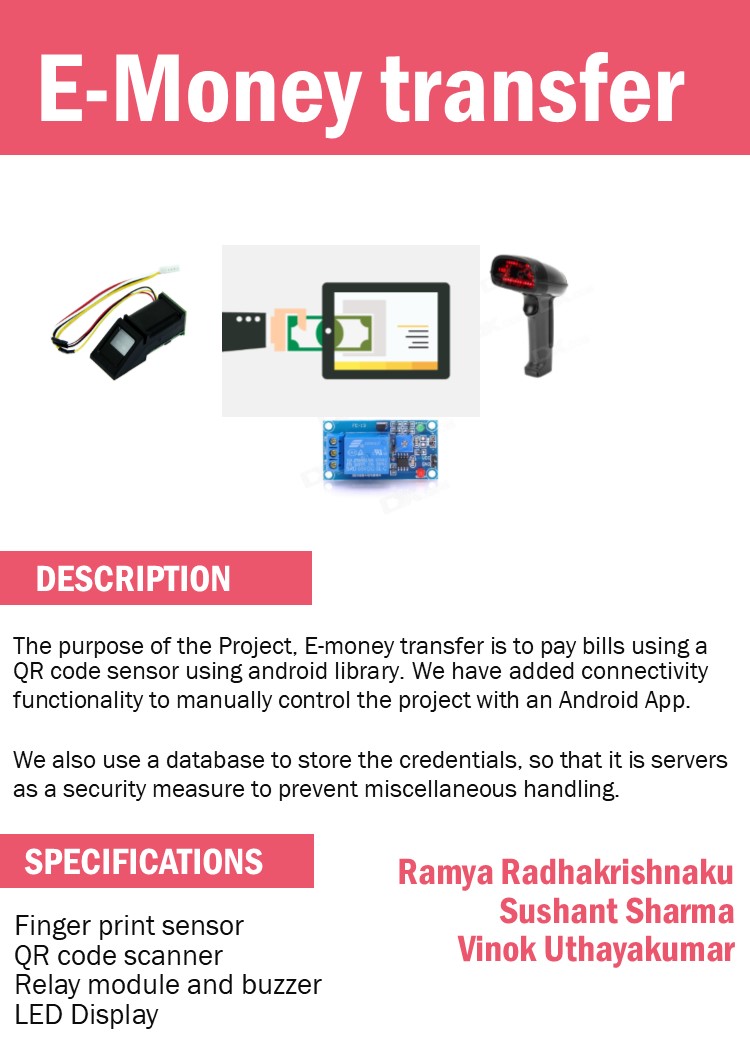 E-Money transfer
DESCRIPTION
The purpose of the Project, E-money transfer is to pay bills using a
QR code sensor using android library. We have added connectivity
functionality to manually control the project with an Android App.
We also use a database to store the credentials, so that it is servers
as a security measure to prevent miscellaneous handling.
SPECIFICATIONS
Finger print sensor
QR code scanner
Relay module and buzzer
LED Display
Ramya Radhakrishnaku
Sushant Sharma
Vinok Uthayakumar